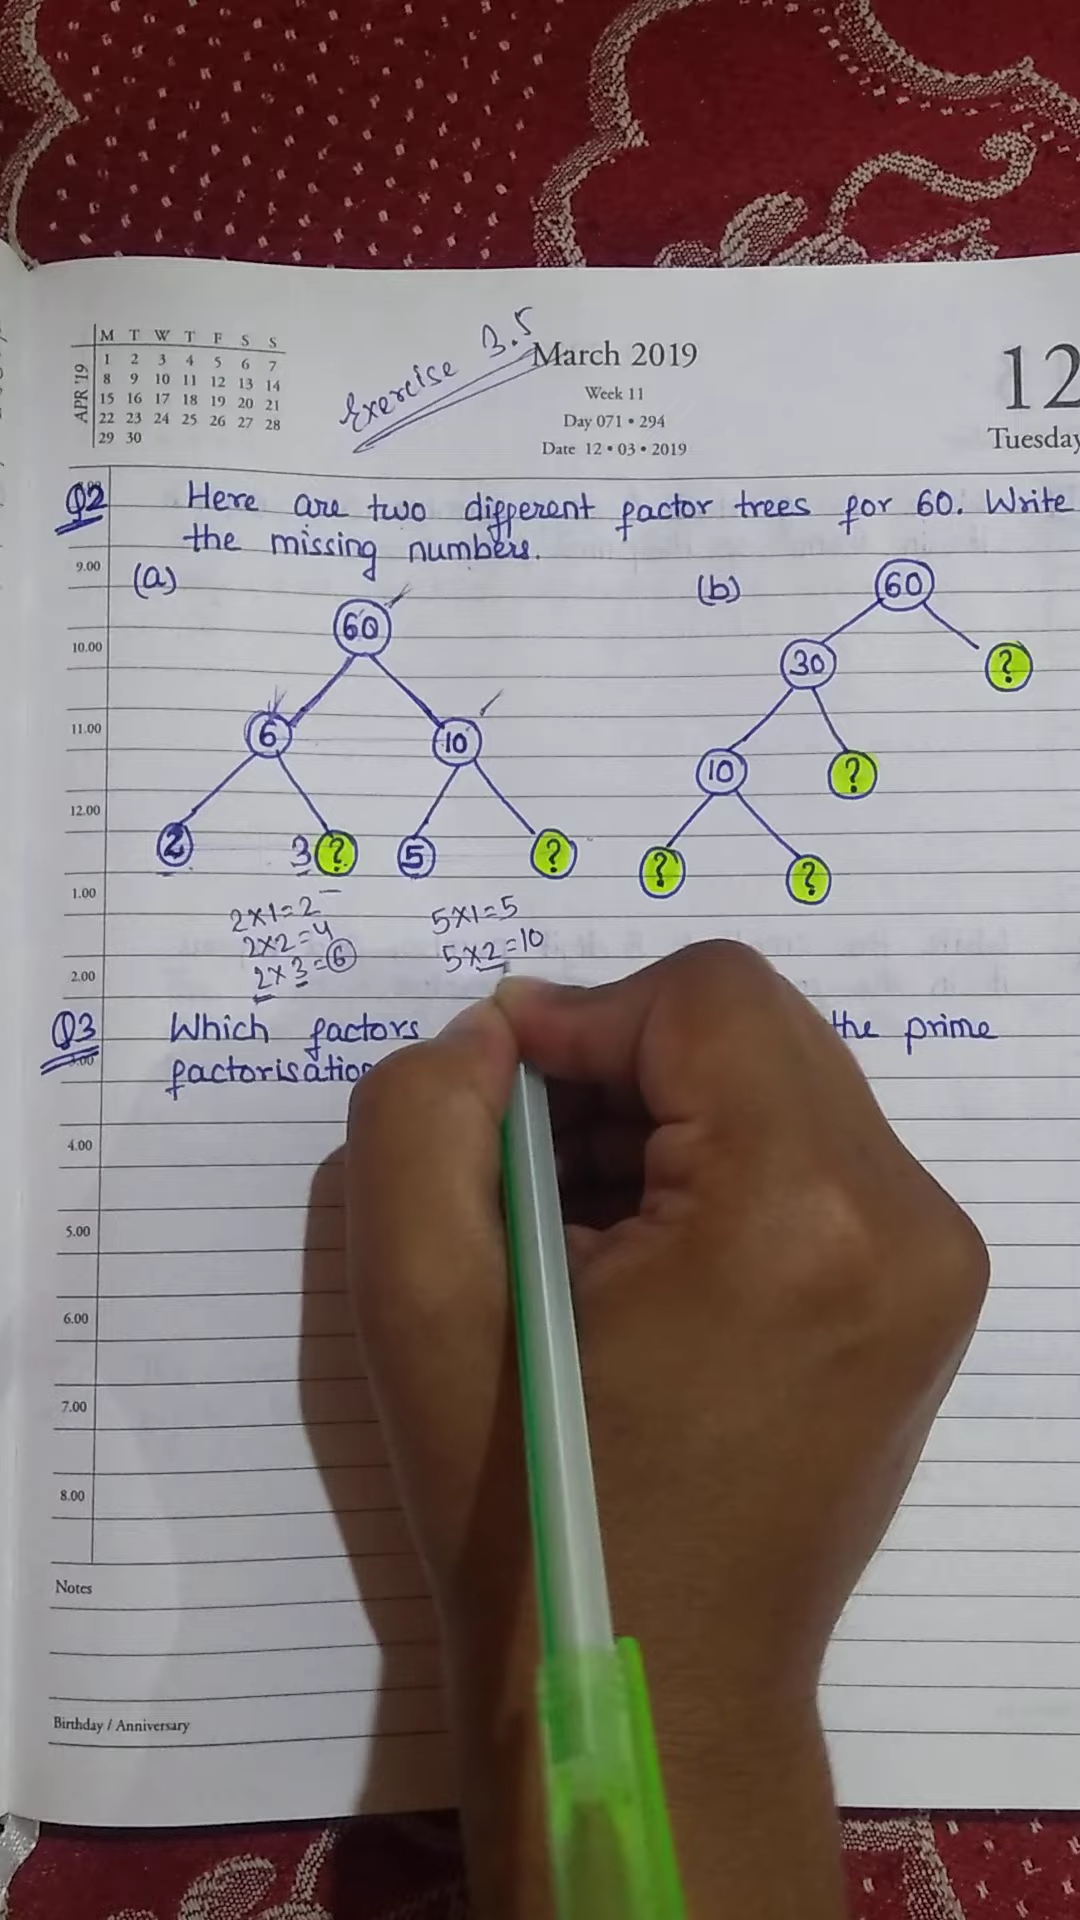 M T W T F S S
APR '19
1 2 3 4 5 6 7
8 9 10 11 12 13 14
15 16 17 18 19 20 21
22 23 24 25 26 27 28
29 30
Exercise 3.5
March 2019
Week 11
Day 071 • 294
Date 12 • 03 • 2019
12
Tuesday
Q2 Here are two different factor trees for 60. Write
the missing numbers.
9.00
(a)
(b)
60
60
10.00
30
?
11.00
6
10
10
?
12.00
2
3 ?
5
?
?
?
1.00
2×1=2
2×2=4
2×3=6
5×1=5
5×2=10
2.00
Q3 Which factors the prime
3.00
4.00
5.00
6.00
7.00
8.00
Notes
Birthday / Anniversary